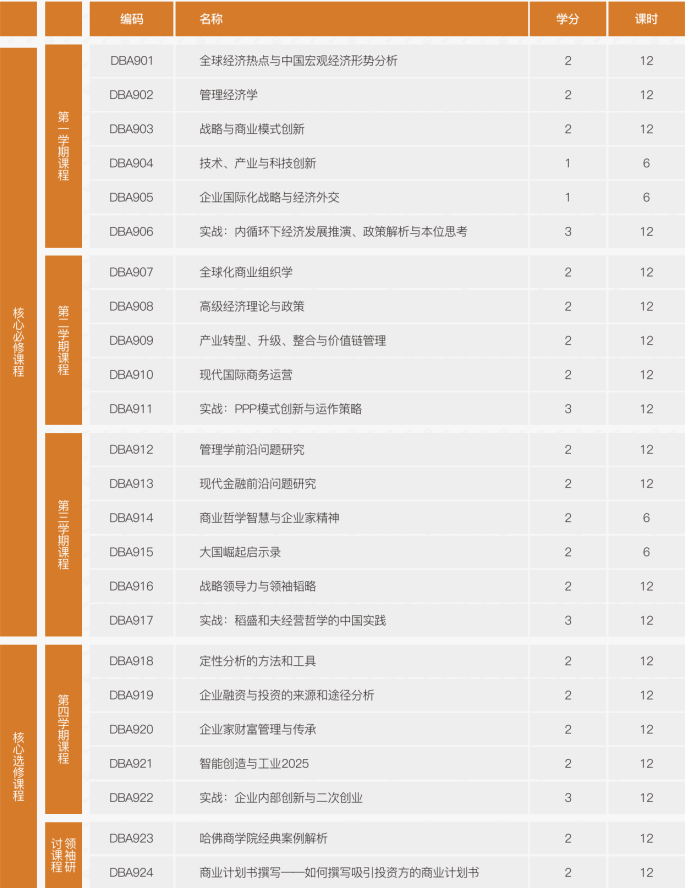 编码 名称 学分 课时
核心必修课程
第一学期课程
DBA901 全球经济热点与中国宏观经济形势分析 2 12
DBA902 管理经济学 2 12
DBA903 战略与商业模式创新 2 12
DBA904 技术、产业与科技创新 1 6
DBA905 企业国际化战略与经济外交 1 6
DBA906 实战：内循环下经济发展推演、政策解析与本位思考 3 12
第二学期课程
DBA907 全球化商业组织学 2 12
DBA908 高级经济理论与政策 2 12
DBA909 产业转型、升级、整合与价值链管理 2 12
DBA910 现代国际商务运营 2 12
DBA911 实战：PPP模式创新与运作策略 3 12
第三学期课程
DBA912 管理学前沿问题研究 2 12
DBA913 现代金融前沿问题研究 2 12
DBA914 商业哲学智慧与企业家精神 2 6
DBA915 大国崛起启示录 2 6
DBA916 战略领导力与领袖韬略 2 12
DBA917 实战：稻盛和夫经营哲学的中国实践 3 12
核心选修课程
第四学期课程
DBA918 定性分析的方法和工具 2 12
DBA919 企业融资与投资的来源和途径分析 2 12
DBA920 企业家财富管理与传承 2 12
DBA921 智能创造与工业2025 2 12
DBA922 实战：企业内部创新与二次创业 3 12
领袖研
讨课程
DBA923 哈佛商学院经典案例解析 2 12
DBA924 商业计划书撰写——如何撰写吸引投资方的商业计划书 2 12